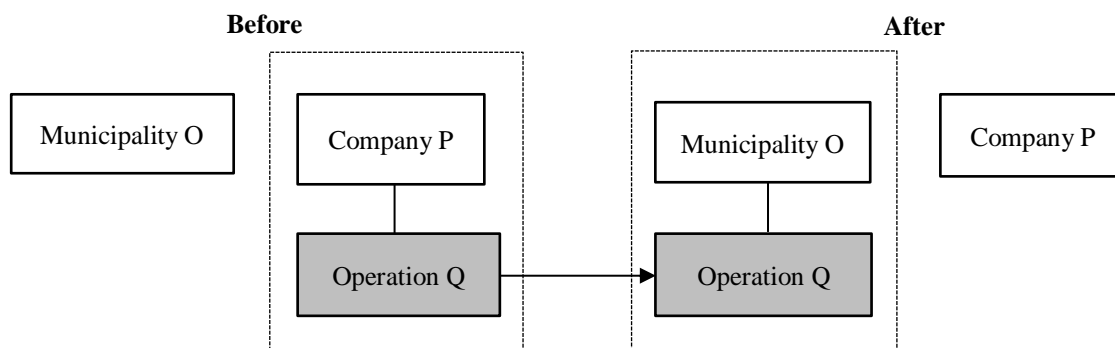 Before
After
Municipality O
Company P
Municipality O
Company P
Operation Q
Operation Q